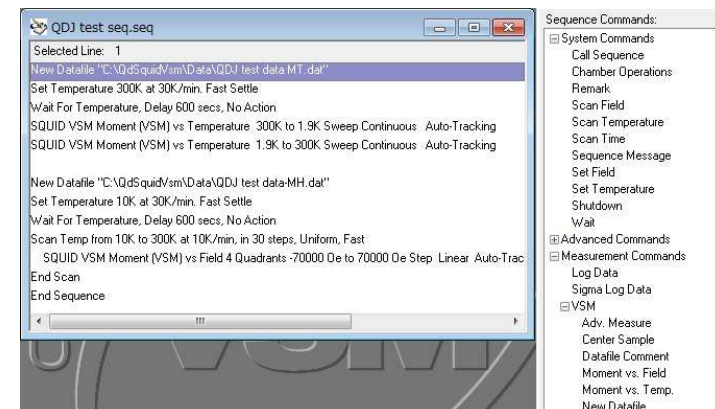 QDJ test seq.seq
Selected Line: 1
New Datafile "C:\QdSquidVsm\Data\QDJ test data MT.dat"
Set Temperature 300K at 30K/min. Fast Settle
Wait For Temperature, Delay 600 secs, No Action
SQUID VSM Moment (VSM) vs Temperature 300K to 1.9K Sweep Continuous Auto-Tracking
SQUID VSM Moment (VSM) vs Temperature 1.9K to 300K Sweep Continuous Auto-Tracking
New Datafile "C:\QdSquidVsm\Data\QDJ test data-MH.dat"
Set Temperature 10K at 30K/min. Fast Settle
Wait For Temperature, Delay 600 secs, No Action
Scan Temp from 10K to 300K at 10K/min, in 30 steps, Uniform, Fast
SQUID VSM Moment (VSM) vs Field 4 Quadrants -70000 Oe to 70000 Oe Step Linear Auto-Trac
End Scan
End Sequence
VSM
Sequence Commands:
System Commands
Call Sequence
Chamber Operations
Remark
Scan Field
Scan Temperature
Scan Time
Sequence Message
Set Field
Set Temperature
Shutdown
Wait
Advanced Commands
Measurement Commands
Log Data
Sigma Log Data
VSM
Adv. Measure
Center Sample
Datafile Comment
Moment vs. Field
Moment vs. Temp.
New Datafile